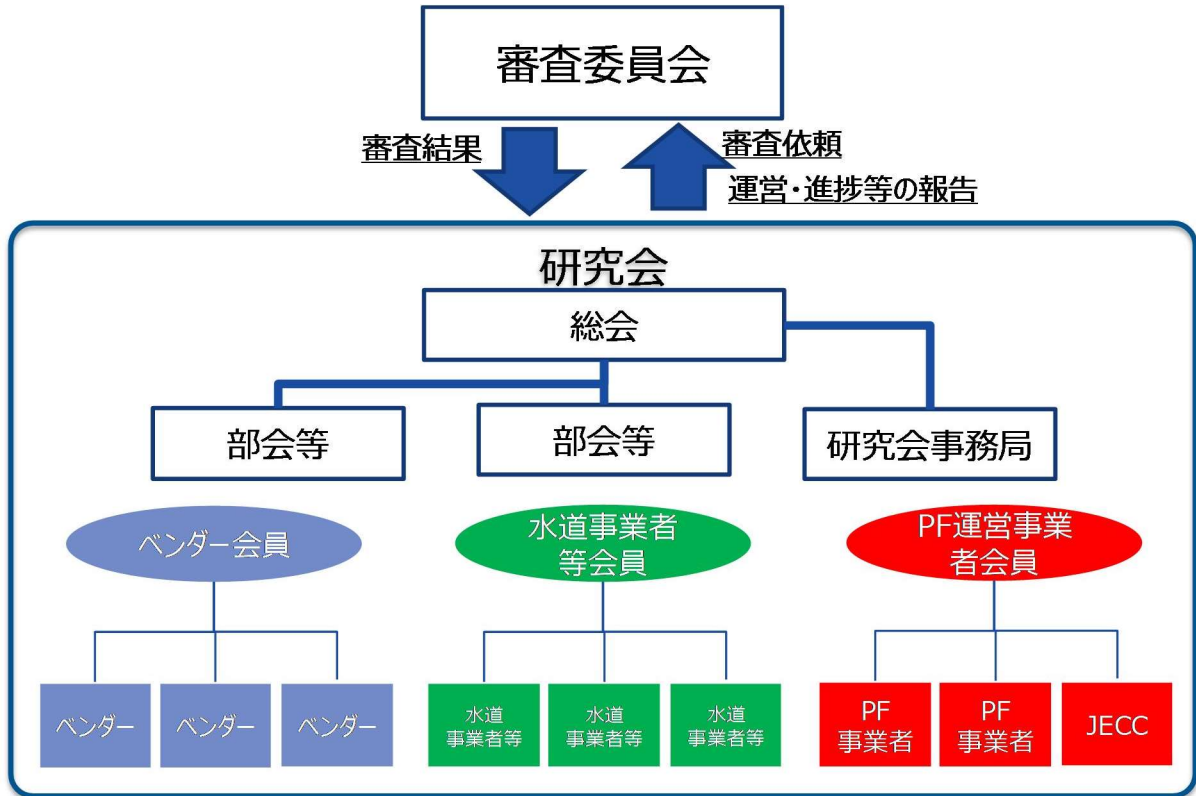 審査委員会
審査結果
審査依頼
運営・進捗等の報告
研究会
総会
部会等
部会等
研究会事務局
ベンダー会員
水道事業者
等会員
PF運営事業
者会員
ベンダー
ベンダー
ベンダー
水道
事業者等
水道
事業者等
水道
事業者等
PF
事業者
PF
事業者
JECC